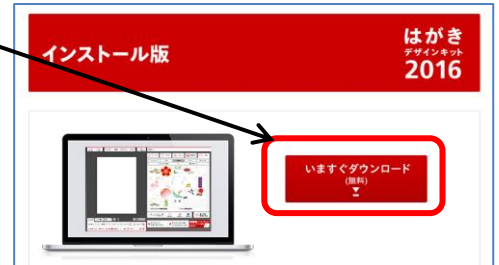 インストール版
はがき
デザインキット
2016
いますぐダウンロード
(無料)